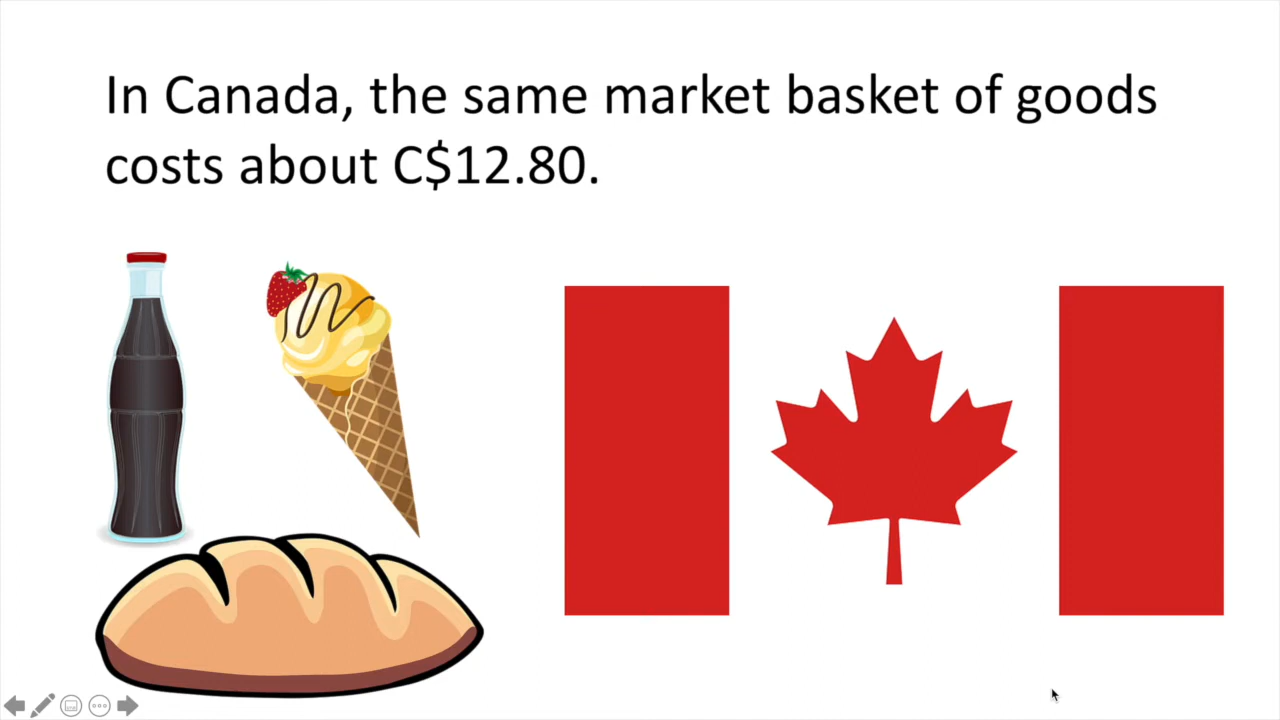 In Canada, the same market basket of goods
costs about C$12.80.